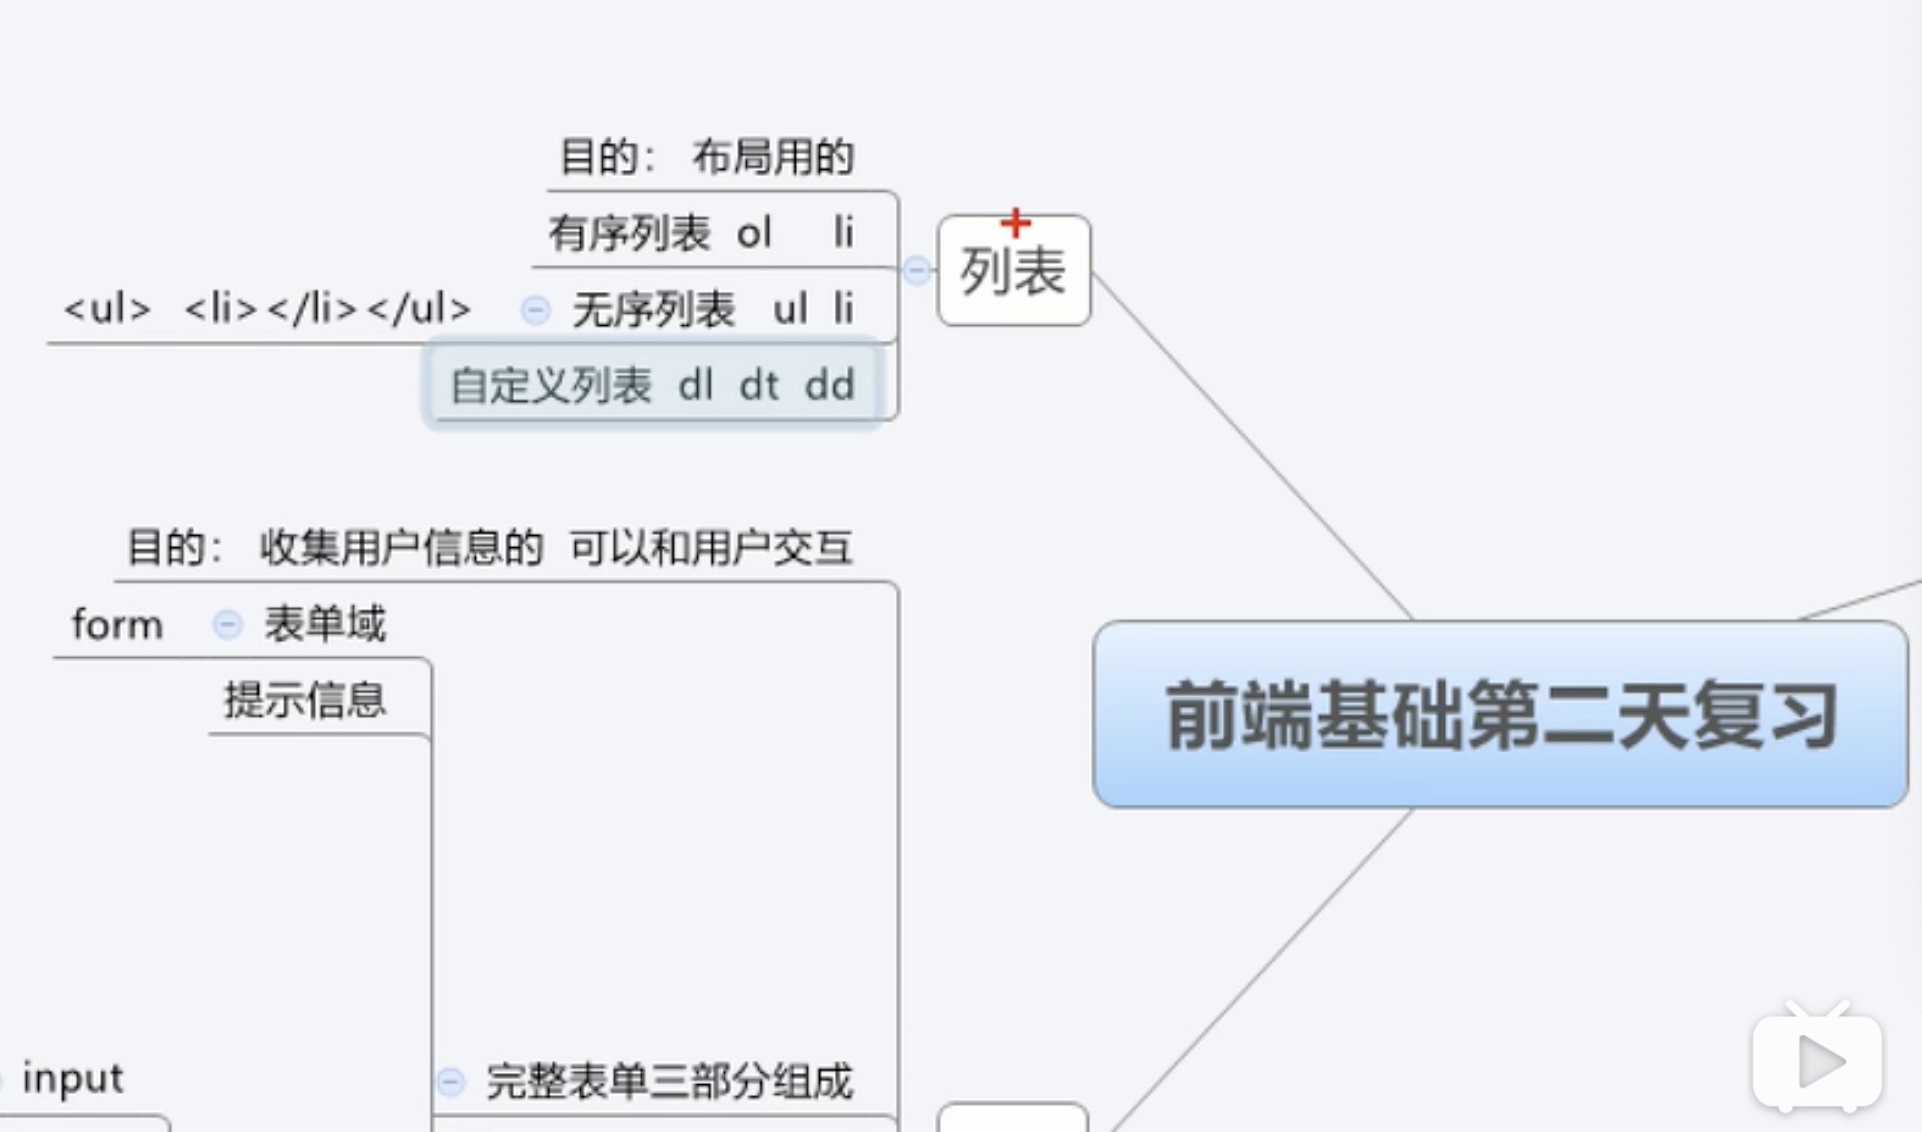 目的： 布局用的
有序列表 ol li
列表
<ul> <li></li></ul> 无序列表 ul li
自定义列表 dl dt dd
目的： 收集用户信息的 可以和用户交互
form 表单域
提示信息
前端基础第二天复习
input 完整表单三部分组成